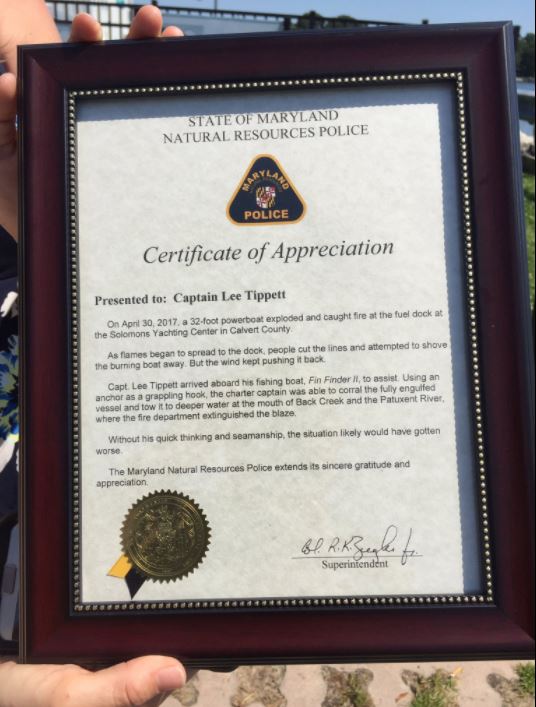 STATE OF MARYLAND
NATURAL RESOURCES POLICE
MARYLAND
POLICE
Certificate of Appreciation
Presented to: Captain Lee Tippett
On April 30, 2017, a 32-foot powerboat exploded and caught fire at the fuel dock at
the Solomons Yachting Center in Calvert County.
As flames began to spread to the dock, people cut the lines and attempted to shove
the burning boat away. But the wind kept pushing it back.
Capt. Lee Tippett arrived aboard his fishing boat, Fin Finder II, to assist. Using an
anchor as a grappling hook, the charter captain was able to corral the fully engulfed
vessel and tow it to deeper water at the mouth of Back Creek and the Patuxent River,
where the fire department extinguished the blaze.
Without his quick thinking and seamanship, the situation likely would have gotten
worse.
The Maryland Natural Resources Police extends its sincere gratitude and
appreciation.
Superintendent